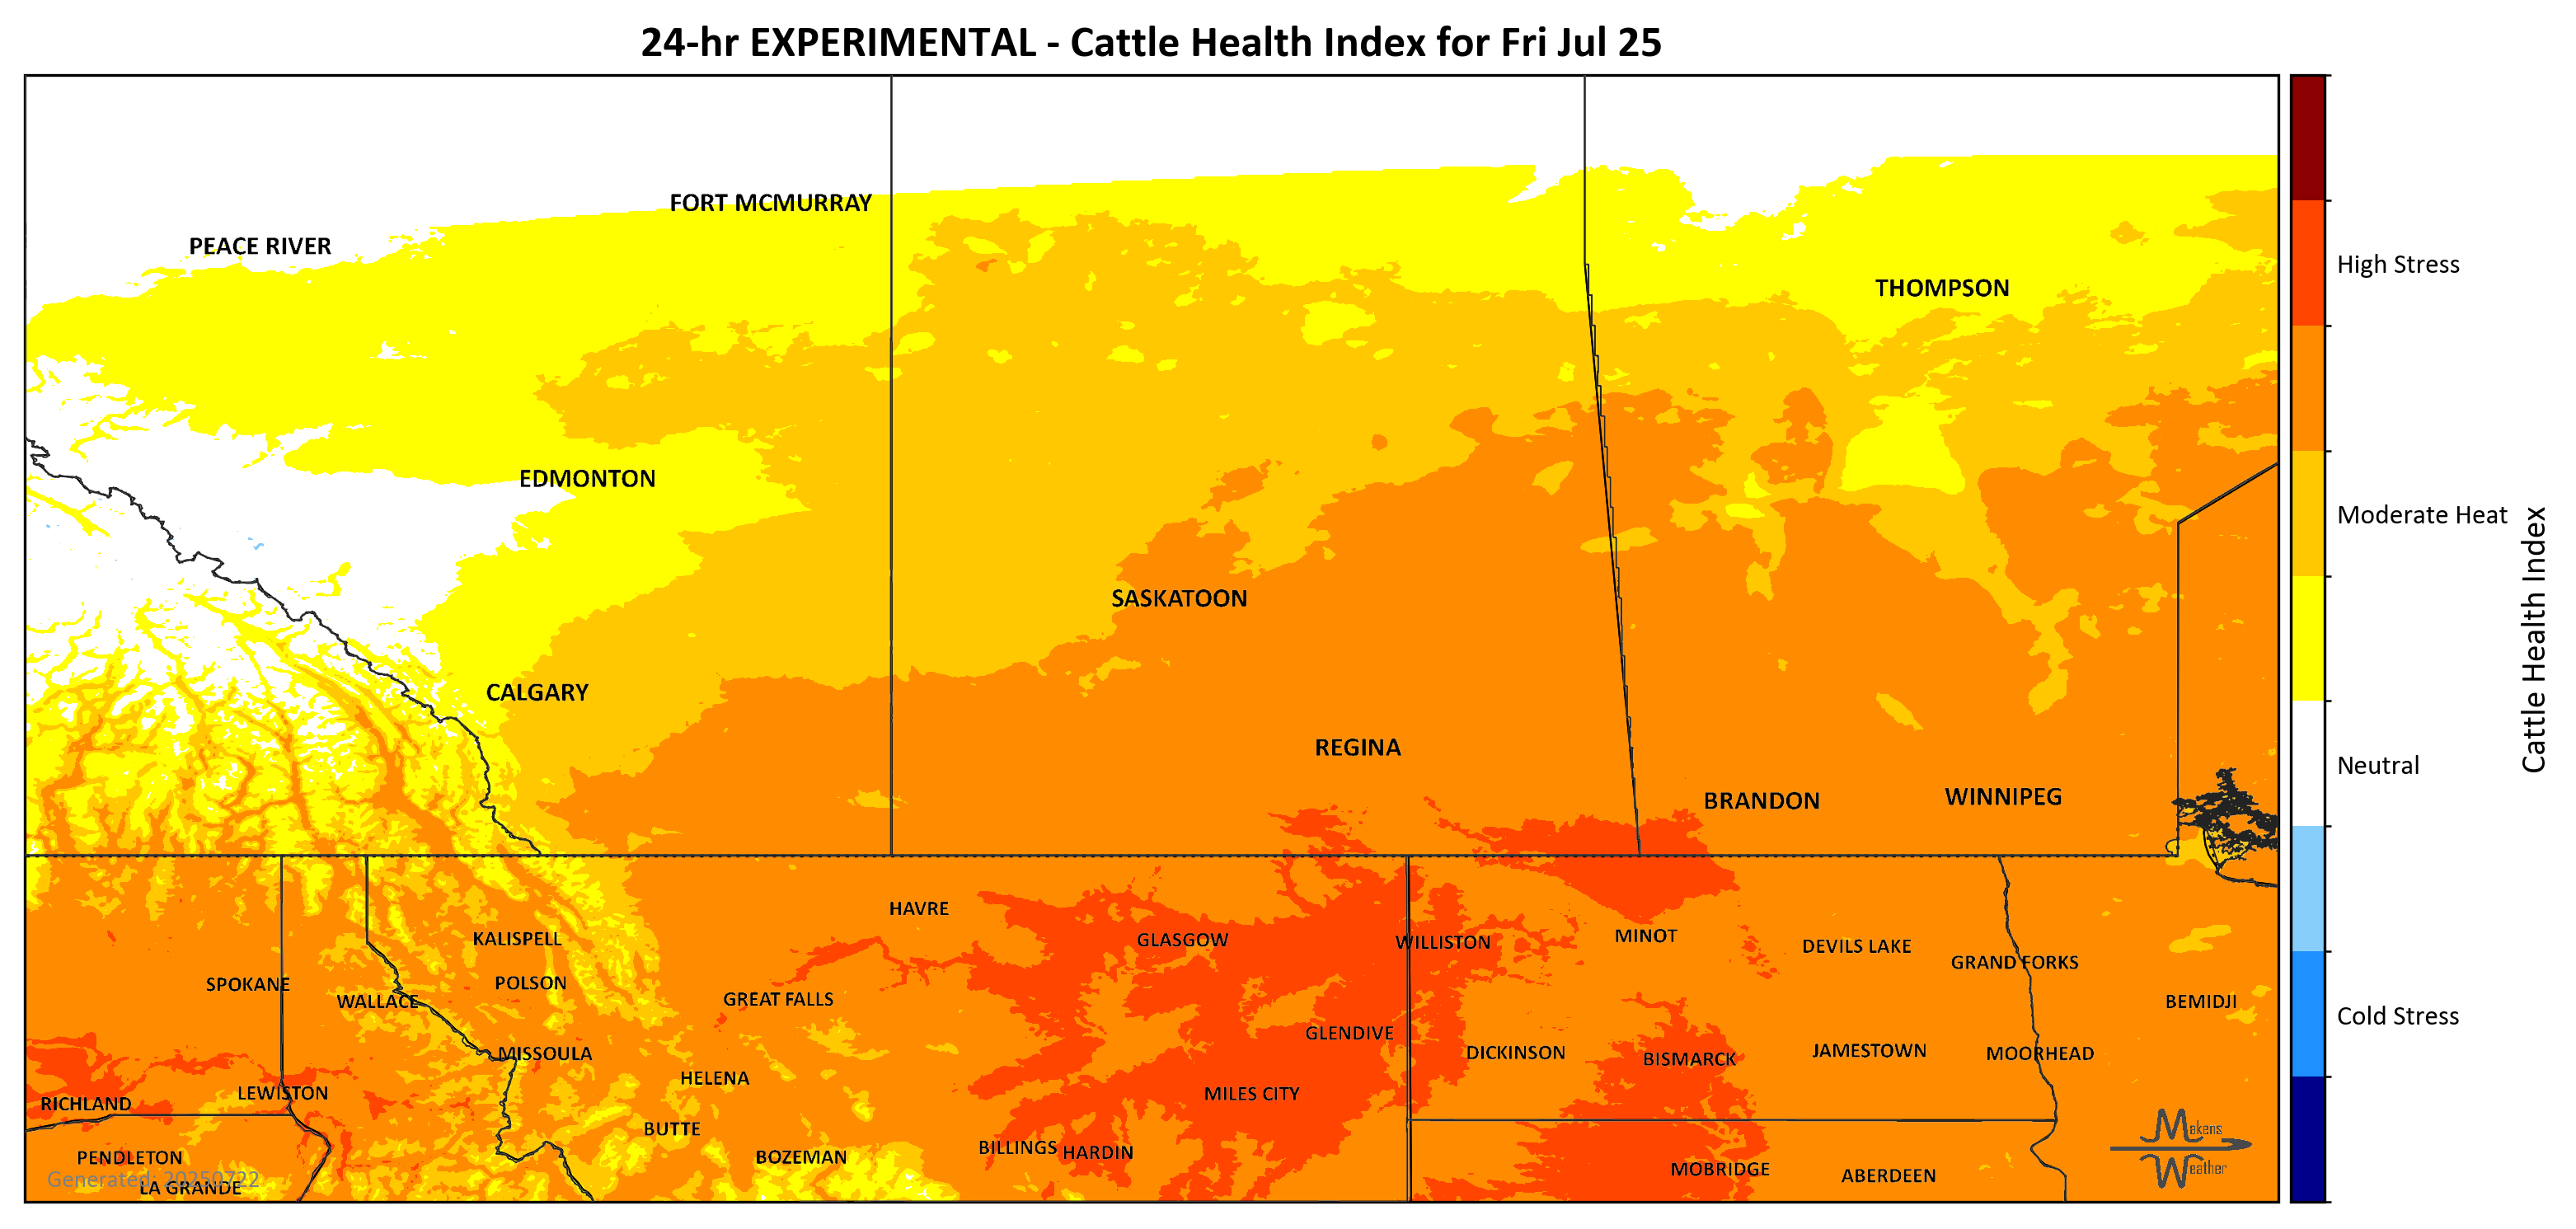 24-hr EXPERIMENTAL - Cattle Health Index for Fri Jul 25
FORT MCMURRAY
PEACE RIVER
THOMPSON
EDMONTON
SASKATOON
CALGARY
REGINA
BRANDON
WINNIPEG
HAVRE
KALISPELL
GLASGOW
WILLISTON
MINOT
DEVILS LAKE
GRAND FORKS
SPOKANE
POLSON
WALLACE
GREAT FALLS
BEMIDJI
GLENDIVE
MISSOULA
DICKINSON
BISMARCK
JAMESTOWN
MOORHEAD
HELENA
LEWISTON
MILES CITY
RICHLAND
BUTTE
BILLINGS
HARDIN
PENDLETON
BOZEMAN
MOBRIDGE
ABERDEEN
Generated: 20250722
LA GRANDE
Makens
Weather
High Stress
Moderate Heat
Neutral
Cold Stress
Cattle Health Index